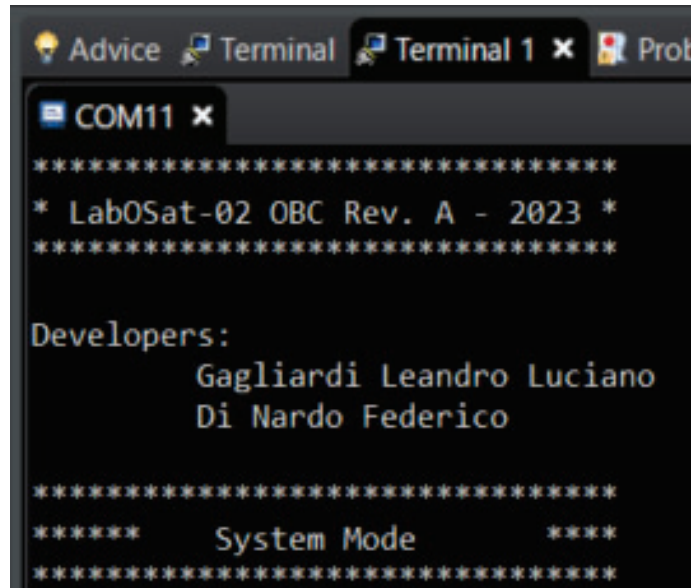 Advice Terminal Terminal 1 × Prob
COM11 ×
********************************
* LabOSat-02 OBC Rev. A - 2023 *
********************************
Developers:
Gagliardi Leandro Luciano
Di Nardo Federico
********************************
****** System Mode ****
********************************